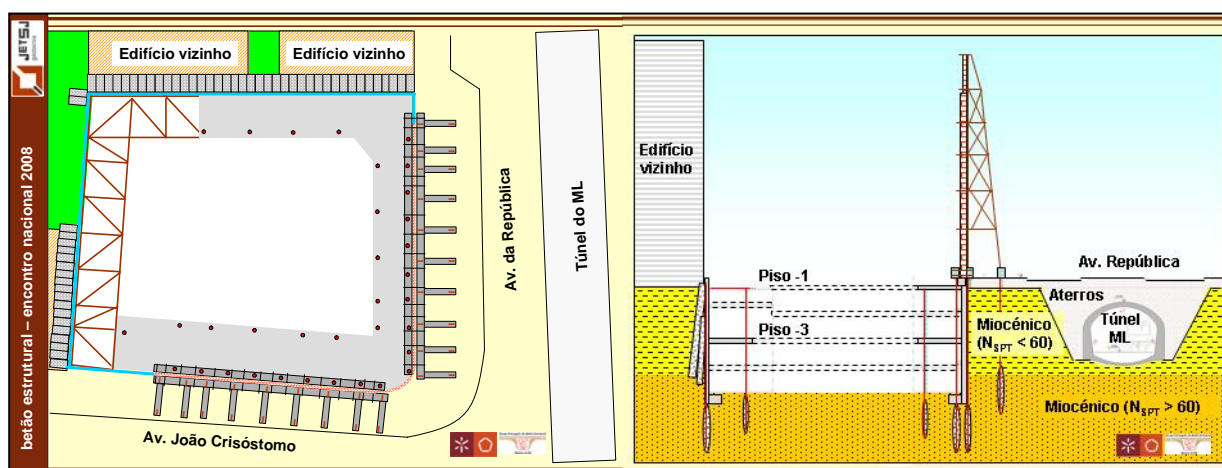 JETSJ
geotecnia
betão estrutural – encontro nacional 2008
Edifício vizinho
Edifício vizinho
Av. da República
Túnel do ML
Av. João Crisóstomo
Edifício
vizinho
Piso -1
Piso -3
Av. República
Aterros
Túnel
ML
Miocénico
(NSPT < 60)
Miocénico (NSPT > 60)